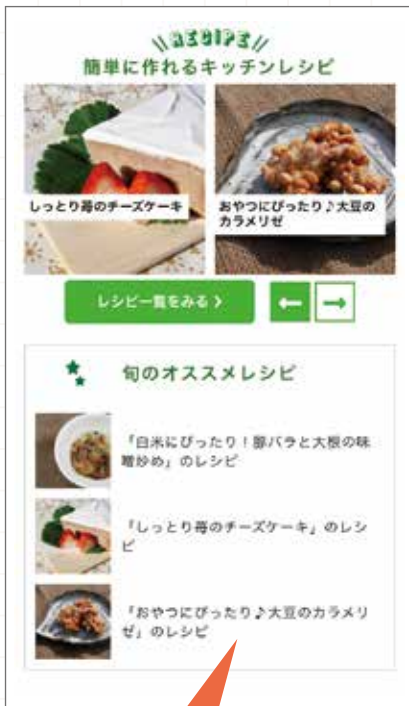 RECIPE
簡単に作れるキッチンレシピ
しっとり苺のチーズケーキ
おやつにぴったり♪大豆の
カラメリゼ
レシピ一覧をみる
旬のオススメレシピ
「白米にぴったり！豚バラと大根の味
噌炒め」のレシピ
「しっとり苺のチーズケーキ」のレシ
ピ
「おやつにぴったり♪大豆のカラメリ
ゼ」のレシピ